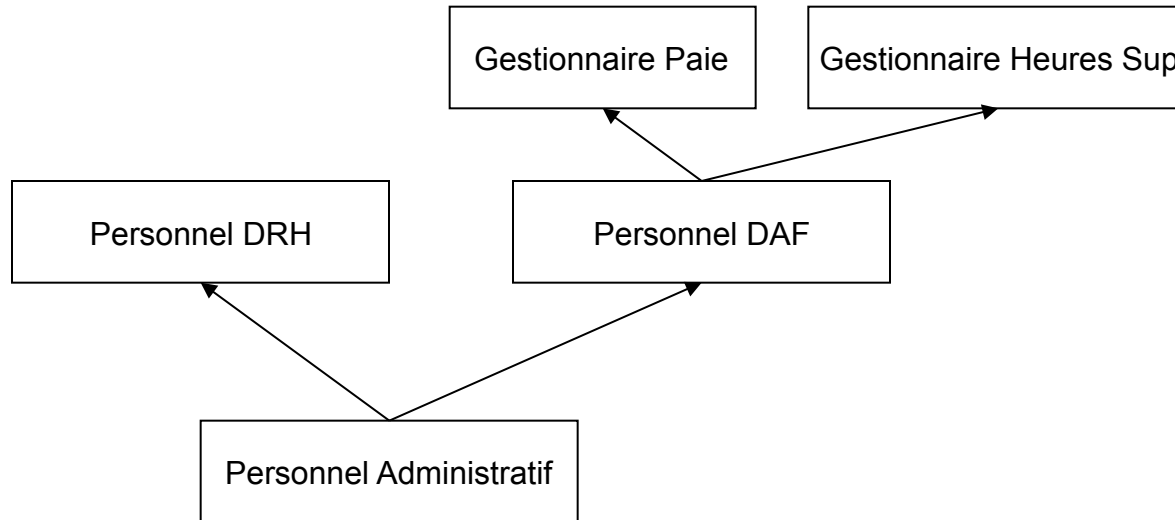 Gestionnaire Paie
Gestionnaire Heures Sup
Personnel DRH
Personnel DAF
Personnel Administratif